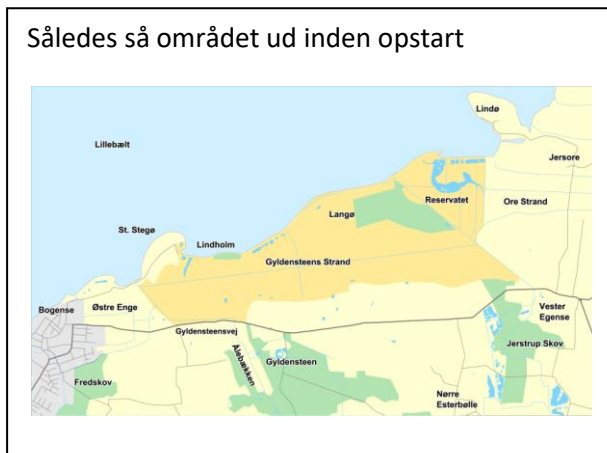 Således så området ud inden opstart
Lindø
Lillebælt
Jersore
Reservatet
Ore Strand
Langø
St. Stegø
Lindholm
Gyldensteens Strand
Bogense
Østre Enge
Vester
Egense
Gyldensteensvej
Ålebækken
Gyldensteen
Jerstrup Skov
Fredskov
Nørre
Esterbølle